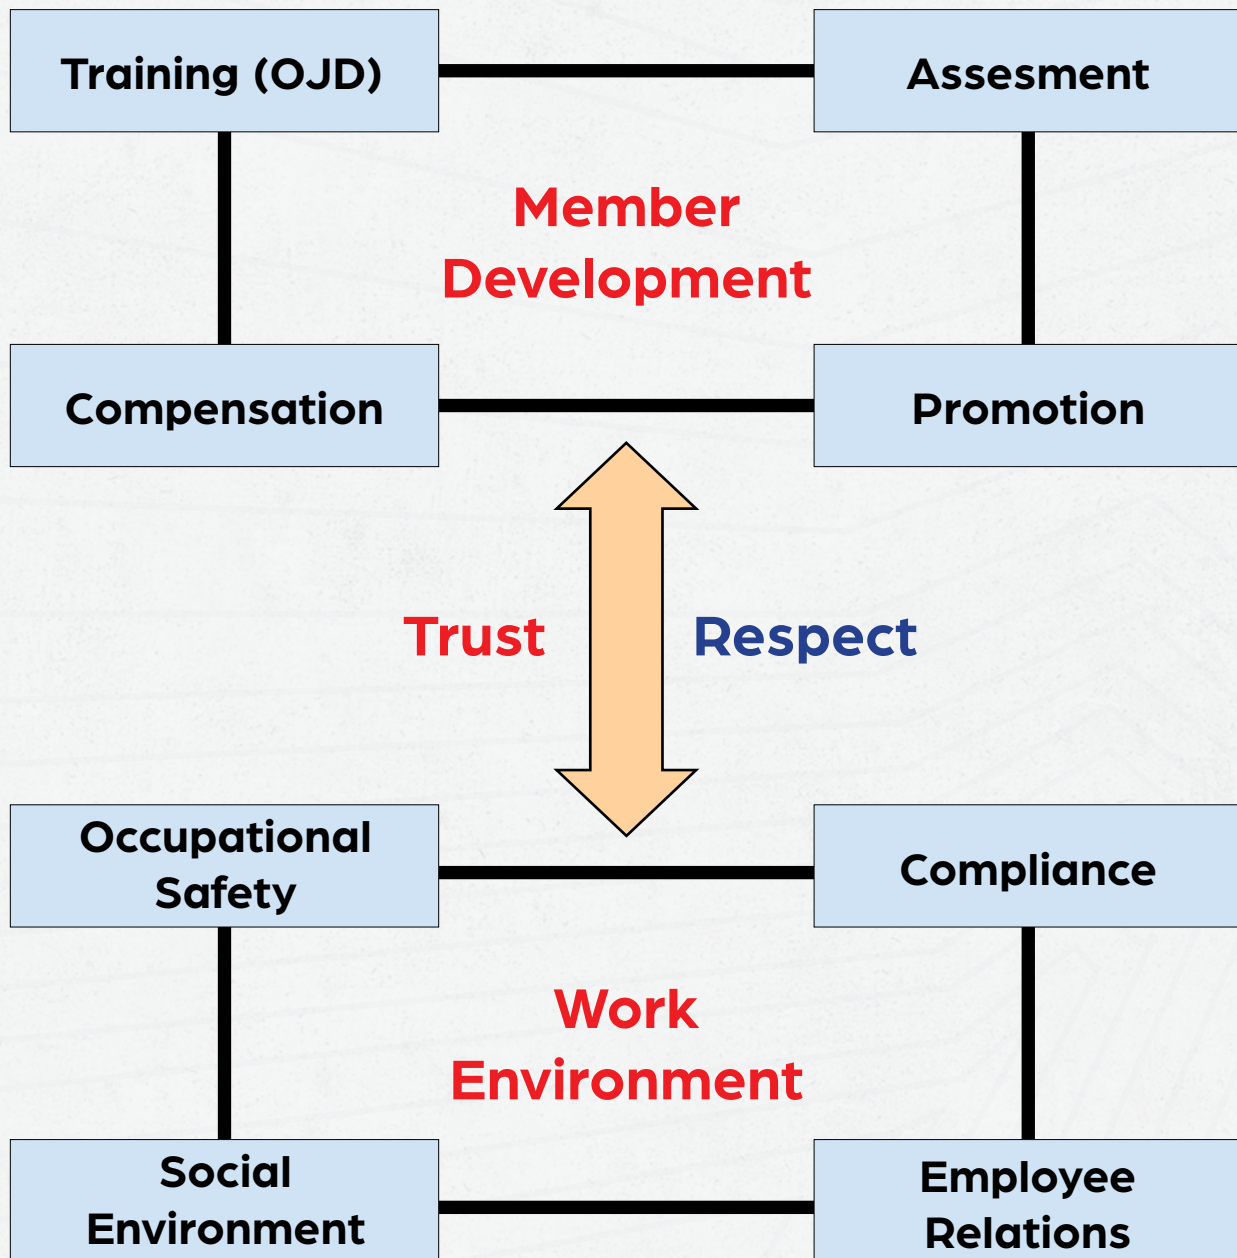 Training (OJD)
Assesment
Member
Development
Compensation
Promotion
Trust
Respect
Occupational
Safety
Compliance
Work
Environment
Social
Environment
Employee
Relations